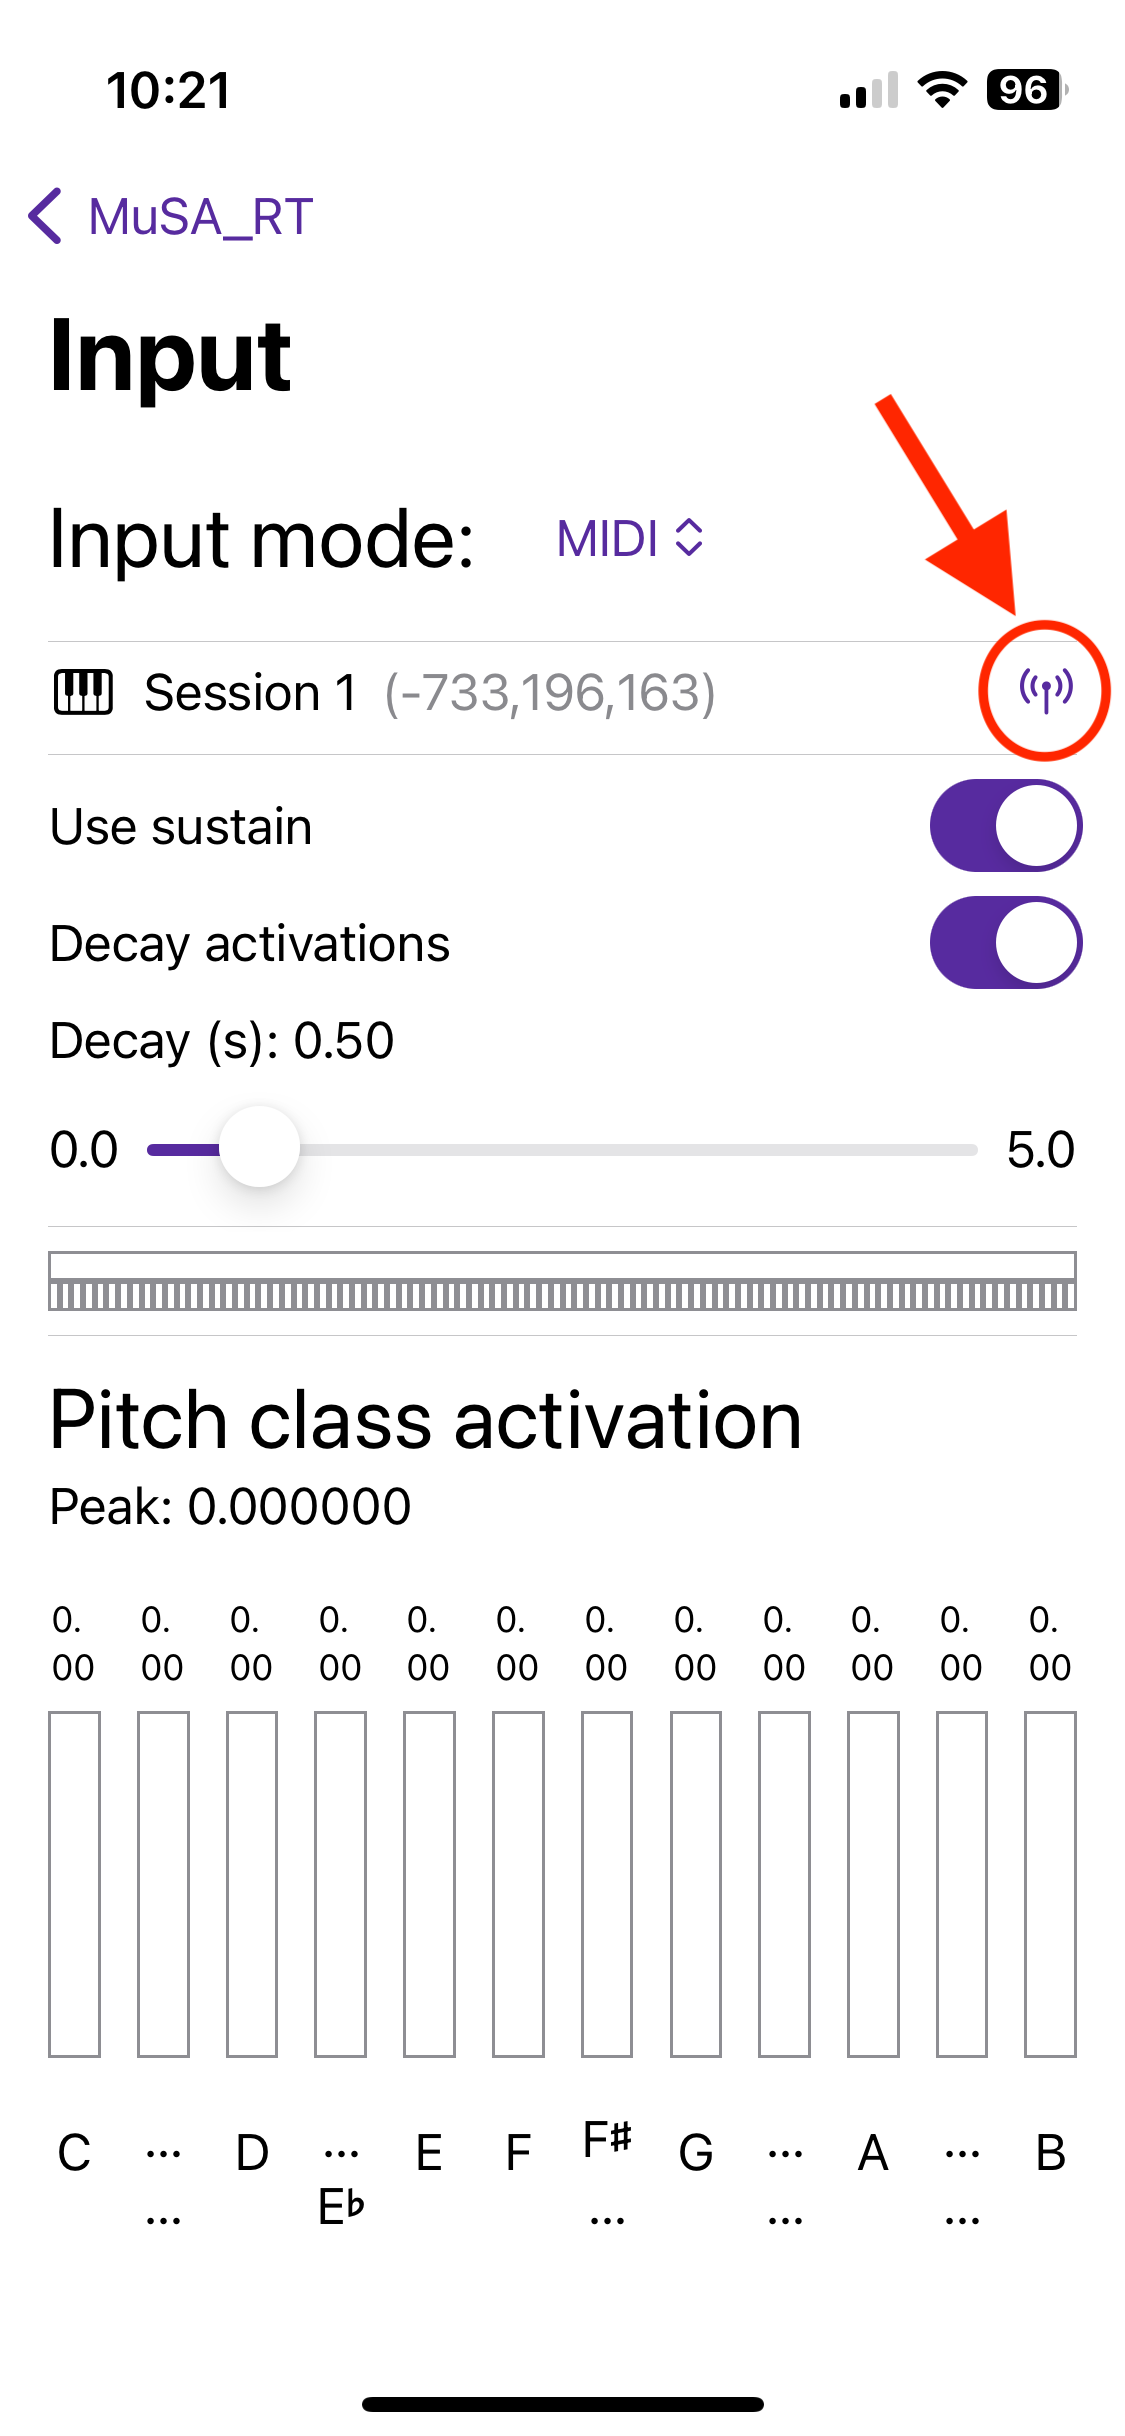 10:21
96
MuSA_RT
Input
Input mode: MIDI
Session 1 (-733,196,163)
Use sustain
Decay activations
Decay (s): 0.50
0.0 5.0
Pitch class activation
Peak: 0.000000
0. 0. 0. 0. 0. 0. 0. 0. 0. 0. 0. 0.
00 00 00 00 00 00 00 00 00 00 00 00
C ... D ... E F F♯ G ... A ... B
... E♭ ... ... ...